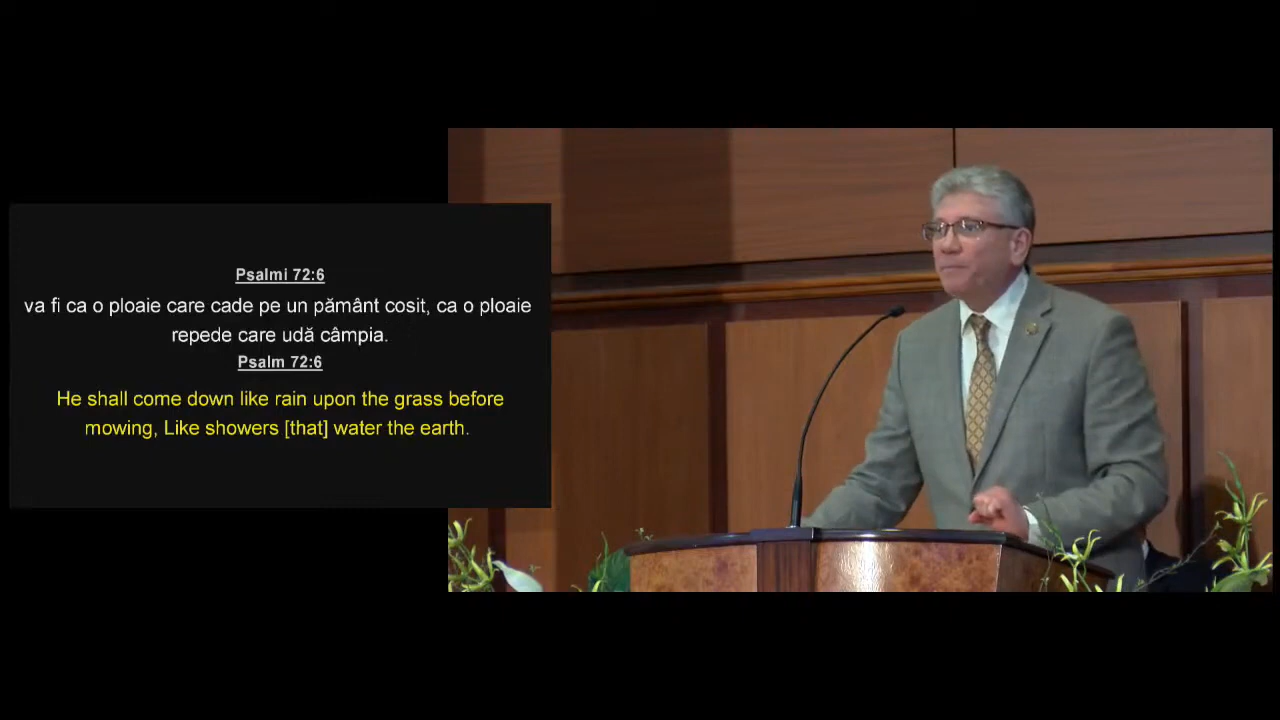 Psalmi 72:6
va fi ca o ploaie care cade pe un pământ cosit, ca o ploaie
repede care udă câmpia.
Psalm 72:6
He shall come down like rain upon the grass before
mowing, Like showers [that] water the earth.